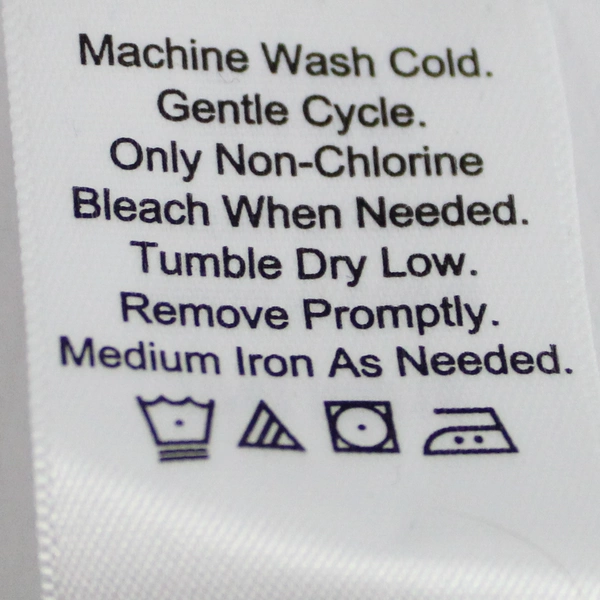 Machine Wash Cold.
Gentle Cycle.
Only Non-Chlorine
Bleach When Needed.
Tumble Dry Low.
Remove Promptly.
Medium Iron As Needed.